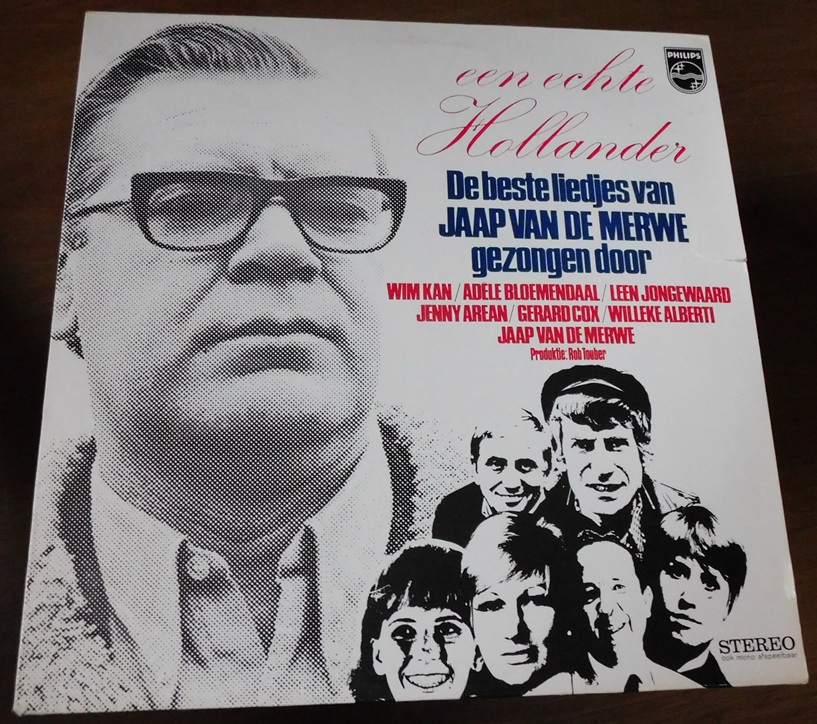 een echte
PHILIPS
Hollander
De beste liedjes van
JAAP VAN DE MERWE
gezongen door
WIM KAN / ADÈLE BLOEMENDAAL / LEEN JONGEWAARD
JENNY AREAN / GERARD COX / WILLEKE ALBERTI
JAAP VAN DE MERWE
Produktie: Rob Touber
STEREO
ook mono afspeelbaar